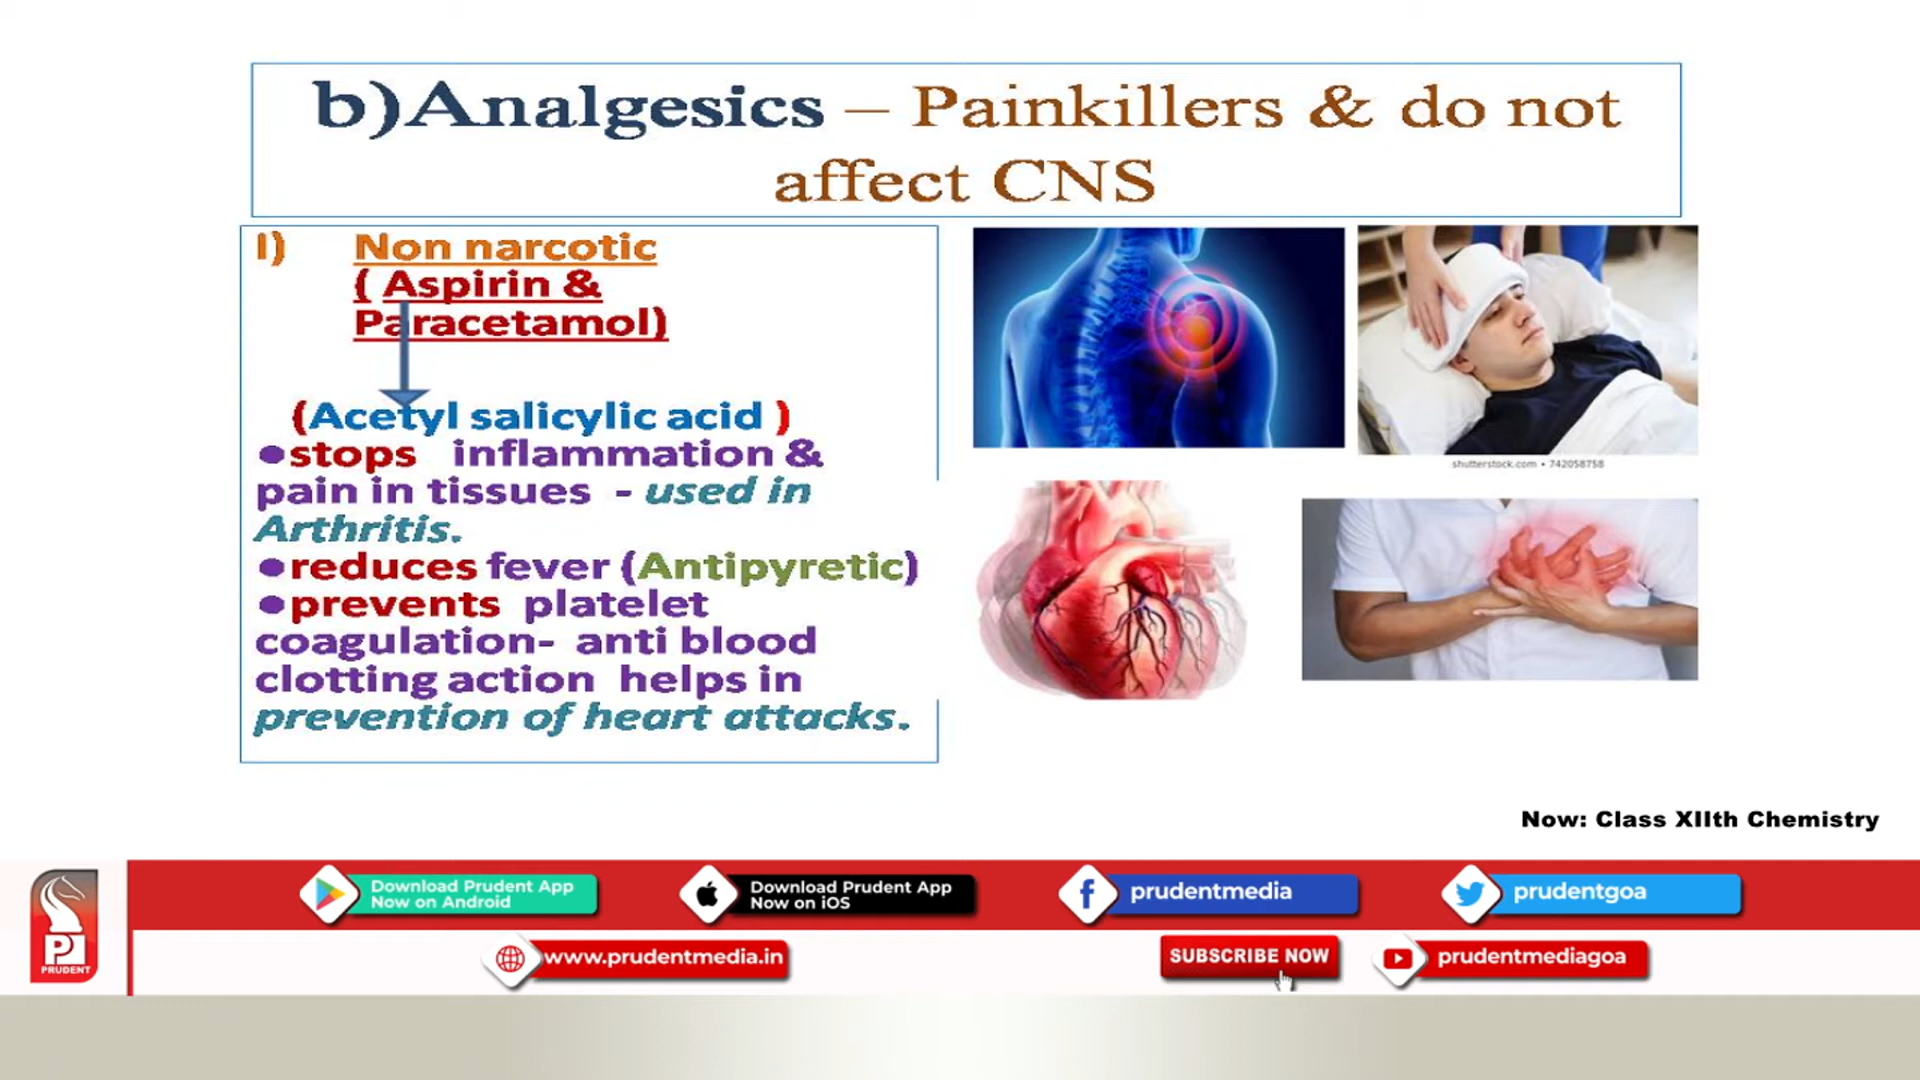 b)Analgesics – Painkillers & do not
affect CNS
I) Non narcotic
( Aspirin &
Paracetamol)
(Acetyl salicylic acid )
●stops inflammation &
pain in tissues - used in
Arthritis.
●reduces fever (Antipyretic)
●prevents platelet
coagulation- anti blood
clotting action helps in
prevention of heart attacks.
shutterstock.com • 742058758
Now: Class XIIth Chemistry
Download Prudent App
Now on Android
Download Prudent App
Now on iOS
prudentmedia
prudentgoa
PRUDENT
www.prudentmedia.in
SUBSCRIBE NOW
prudentmediagoa